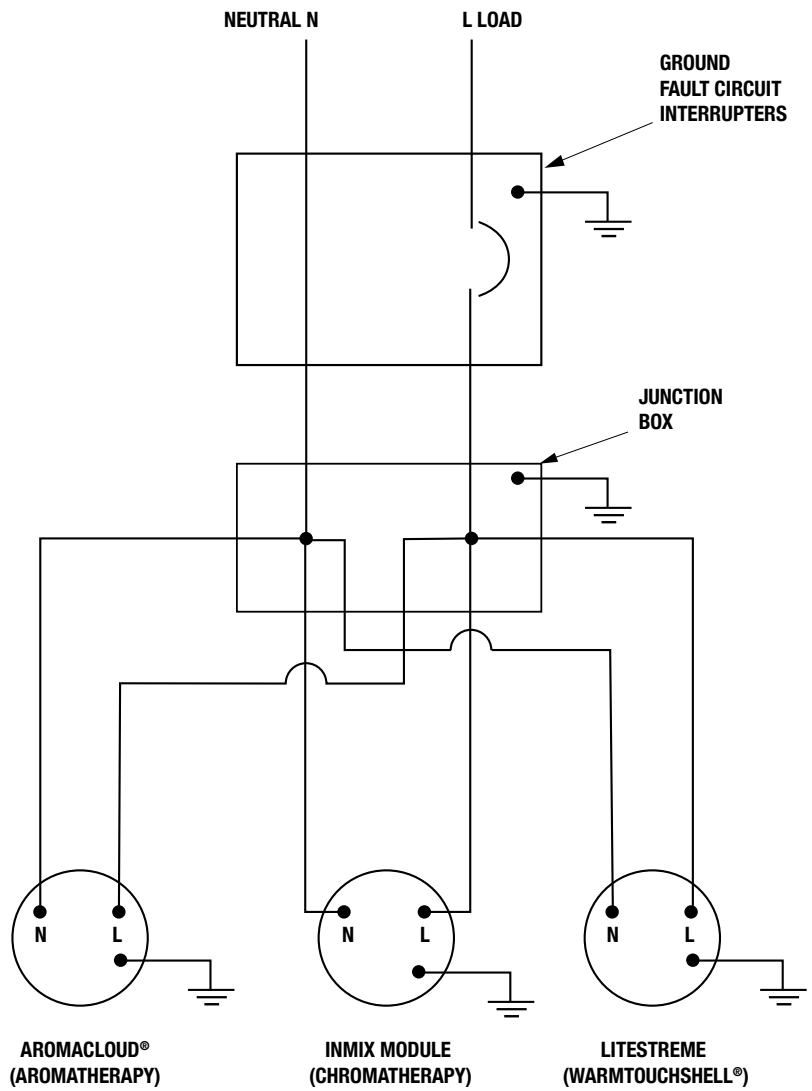 NEUTRAL N
L LOAD
GROUND
FAULT CIRCUIT
INTERRUPTERS
JUNCTION
BOX
N
L
N
L
N
L
AROMACLOUD®
(AROMATHERAPY)
INMIX MODULE
(CHROMATHERAPY)
LITESTREME
(WARMTOUCHSHELL®)